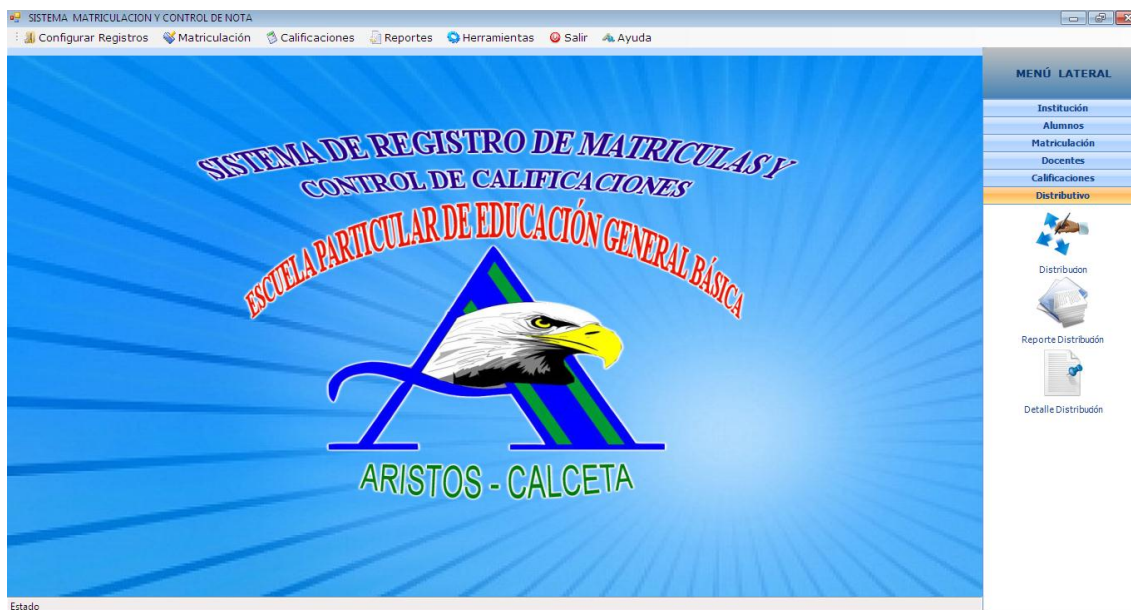 SISTEMA MATRICULACION Y CONTROL DE NOTA
Configurar Registros Matriculación Calificaciones Reportes Herramientas Salir Ayuda
SISTEMA DE REGISTRO DE MATRICULAS Y
CONTROL DE CALIFICACIONES
ESCUELA PARTICULAR DE EDUCACIÓN GENERAL BÁSICA
ARISTOS - CALCETA
MENÚ LATERAL
Institución
Alumnos
Matriculación
Docentes
Calificaciones
Distributivo
Distribucion
Reporte Distribución
Detalle Distribución
Estado